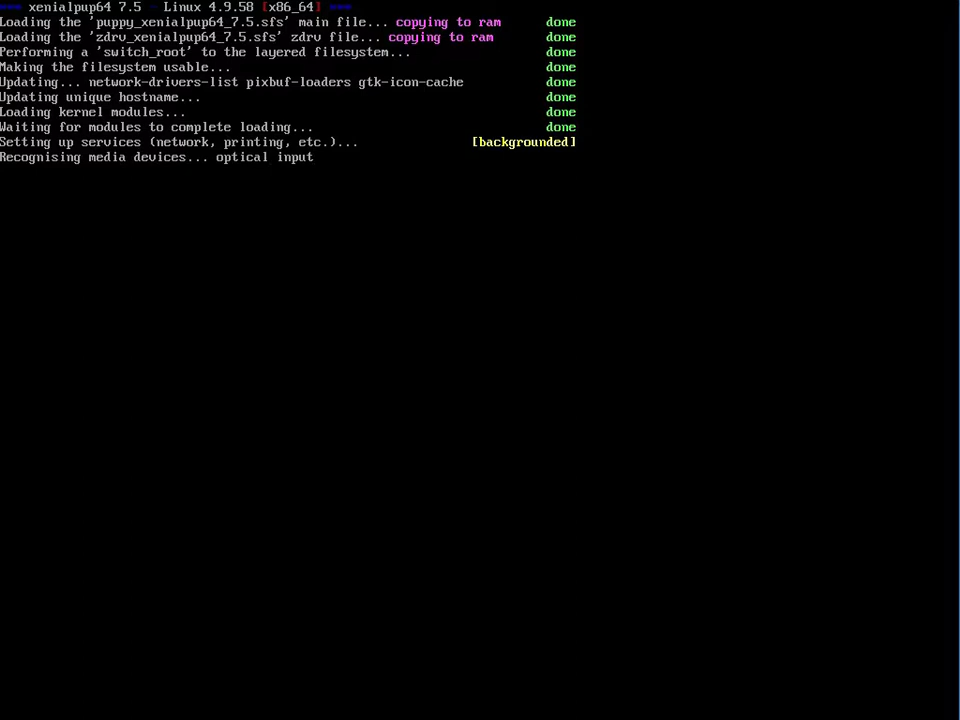 === xenialpup64 7.5 - Linux 4.9.58 [x86_64] ===
Loading the 'puppy_xenialpup64_7.5.sfs' main file... copying to ram done
Loading the 'zdrv_xenialpup64_7.5.sfs' zdrv file... copying to ram done
Performing a 'switch_root' to the layered filesystem... done
Making the filesystem usable... done
Updating... network-drivers-list pixbuf-loaders gtk-icon-cache done
Updating unique hostname... done
Loading kernel modules... done
Waiting for modules to complete loading... done
Setting up services (network, printing, etc.)... [backgrounded]
Recognising media devices... optical input